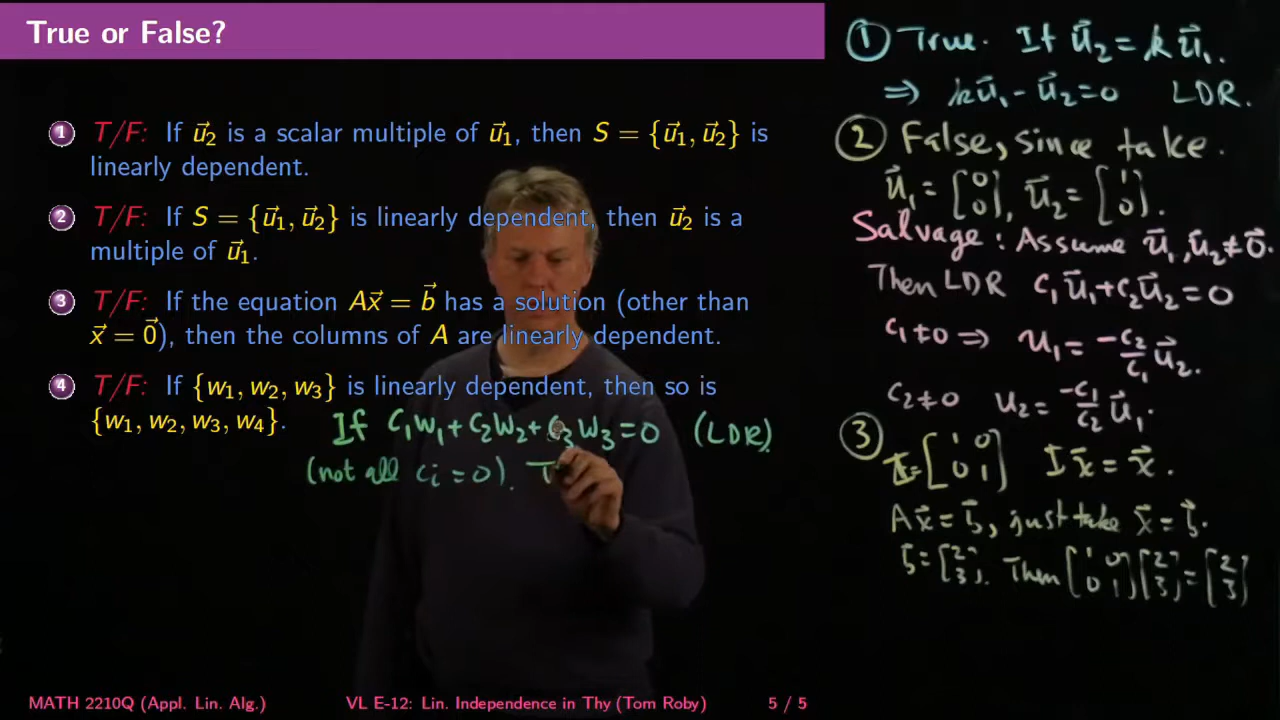 True or False?
1 T/F: If u⃗₂ is a scalar multiple of u⃗₁, then S = {u⃗₁, u⃗₂} is
linearly dependent.
2 T/F: If S = {u⃗₁, u⃗₂} is linearly dependent, then u⃗₂ is a
multiple of u⃗₁.
3 T/F: If the equation Ax⃗ = b⃗ has a solution (other than
x⃗ = 0⃗), then the columns of A are linearly dependent.
4 T/F: If {w₁, w₂, w₃} is linearly dependent, then so is
{w₁, w₂, w₃, w₄}.
If c₁w₁ + c₂w₂ + c₃w₃ = 0 (LDR).
(not all cᵢ = 0). T
① True. If u⃗₂ = k u⃗₁.
⇒ k u⃗₁ - u⃗₂ = 0 LDR.
② False, since take.
u⃗₁ = [0 0], u⃗₂ = [1 0].
Salvage: Assume u⃗₁, u⃗₂ ≠ 0⃗.
Then LDR c₁u⃗₁ + c₂u⃗₂ = 0
c₁ ≠ 0 ⇒ u₁ = -c₂/c₁ u⃗₂.
c₂ ≠ 0 u₂ = -c₁/c₂ u⃗₁.
③ I = [1 0 0 1] I x⃗ = x⃗.
Ax⃗ = b⃗, just take x⃗ = b⃗.
b⃗ = [2 3]. Then [1 0 0 1] [2 3] = [2 3]
MATH 2210Q (Appl. Lin. Alg.) VL E-12: Lin. Independence in Thy (Tom Roby) 5 / 5